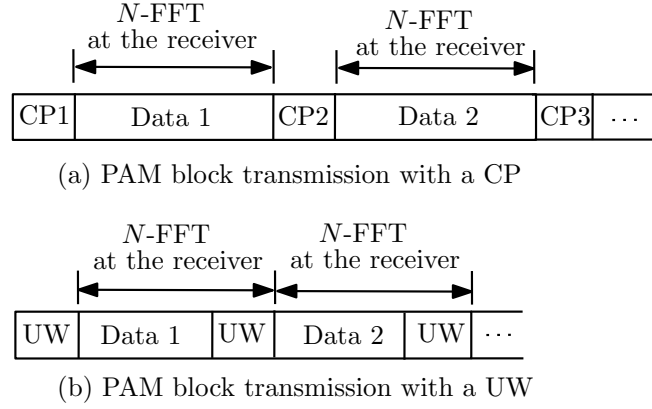 N-FFT
at the receiver
N-FFT
at the receiver
CP1 Data 1 CP2 Data 2 CP3 ...
(a) PAM block transmission with a CP
N-FFT
at the receiver
N-FFT
at the receiver
UW Data 1 UW Data 2 UW ...
(b) PAM block transmission with a UW